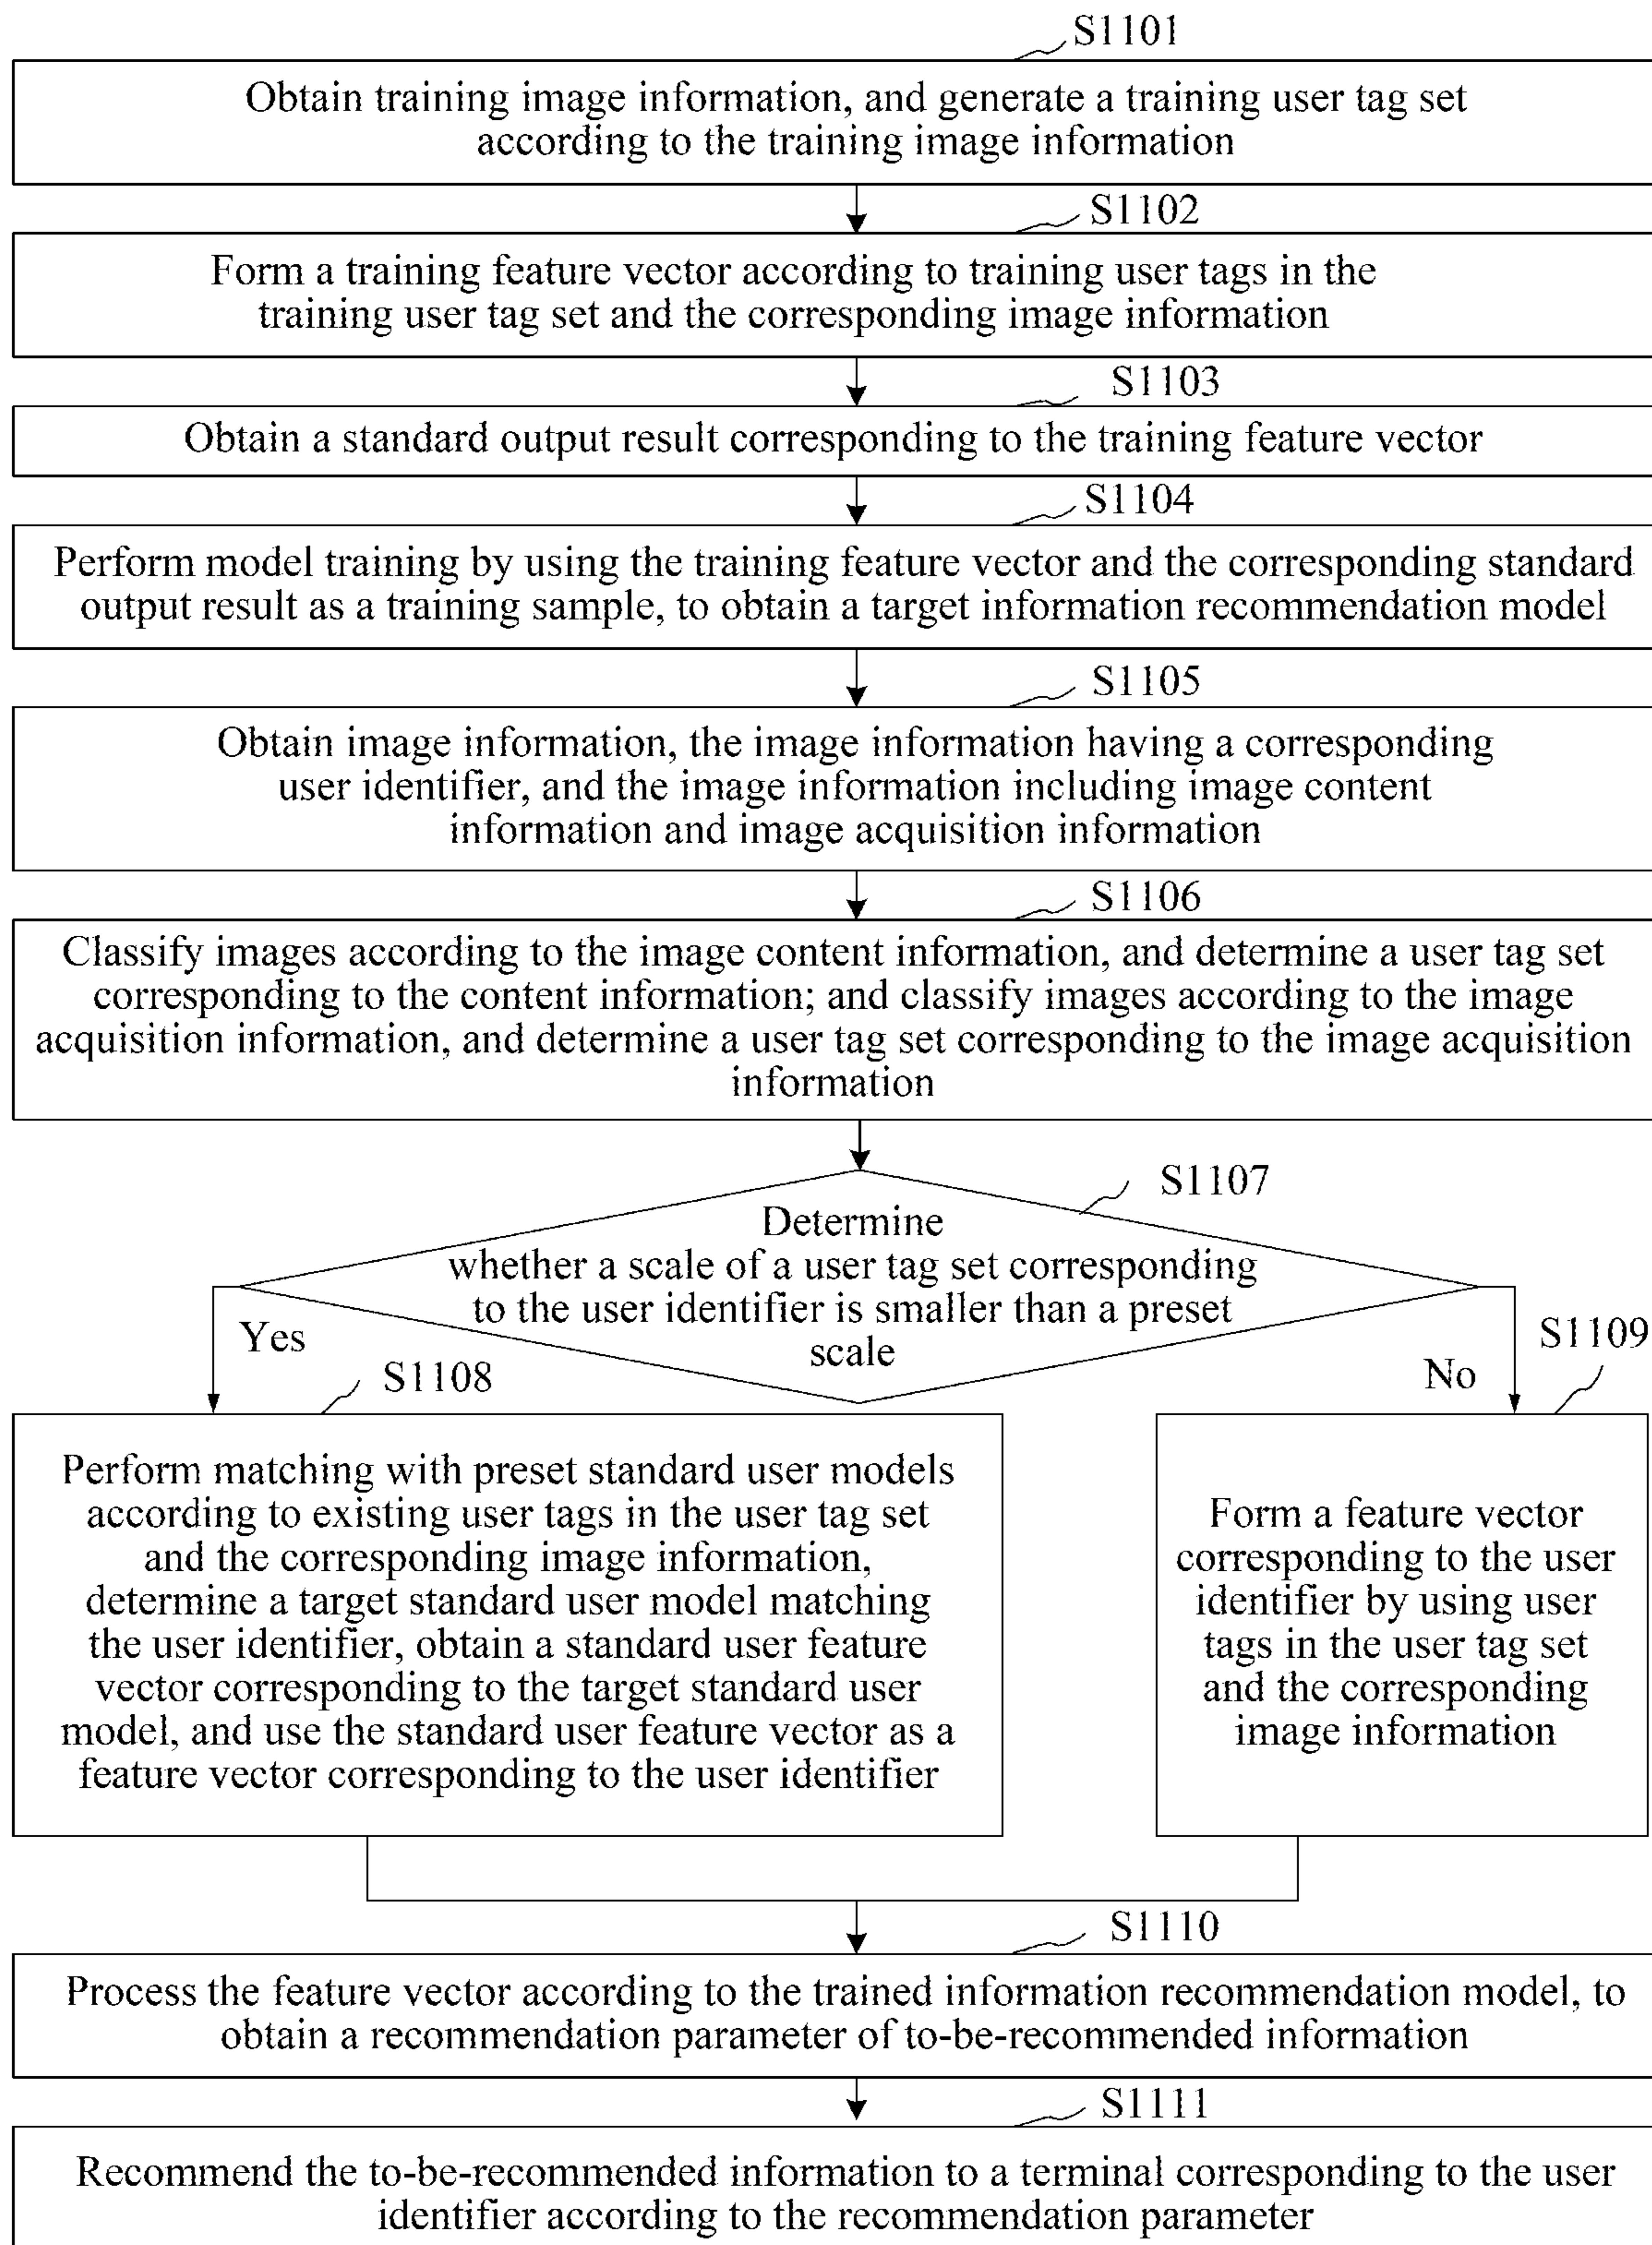 S1101
Obtain training image information, and generate a training user tag set
according to the training image information
S1102
Form a training feature vector according to training user tags in the
training user tag set and the corresponding image information
S1103
Obtain a standard output result corresponding to the training feature vector
S1104
Perform model training by using the training feature vector and the corresponding standard
output result as a training sample, to obtain a target information recommendation model
S1105
Obtain image information, the image information having a corresponding
user identifier, and the image information including image content
information and image acquisition information
S1106
Classify images according to the image content information, and determine a user tag set
corresponding to the content information; and classify images according to the image
acquisition information, and determine a user tag set corresponding to the image acquisition
information
S1107
Determine
whether a scale of a user tag set corresponding
to the user identifier is smaller than a preset
scale
Yes
S1108
Perform matching with preset standard user models
according to existing user tags in the user tag set
and the corresponding image information,
determine a target standard user model matching
the user identifier, obtain a standard user feature
vector corresponding to the target standard user
model, and use the standard user feature vector as a
feature vector corresponding to the user identifier
No
S1109
Form a feature vector
corresponding to the user
identifier by using user
tags in the user tag set
and the corresponding
image information
S1110
Process the feature vector according to the trained information recommendation model, to
obtain a recommendation parameter of to-be-recommended information
S1111
Recommend the to-be-recommended information to a terminal corresponding to the user
identifier according to the recommendation parameter